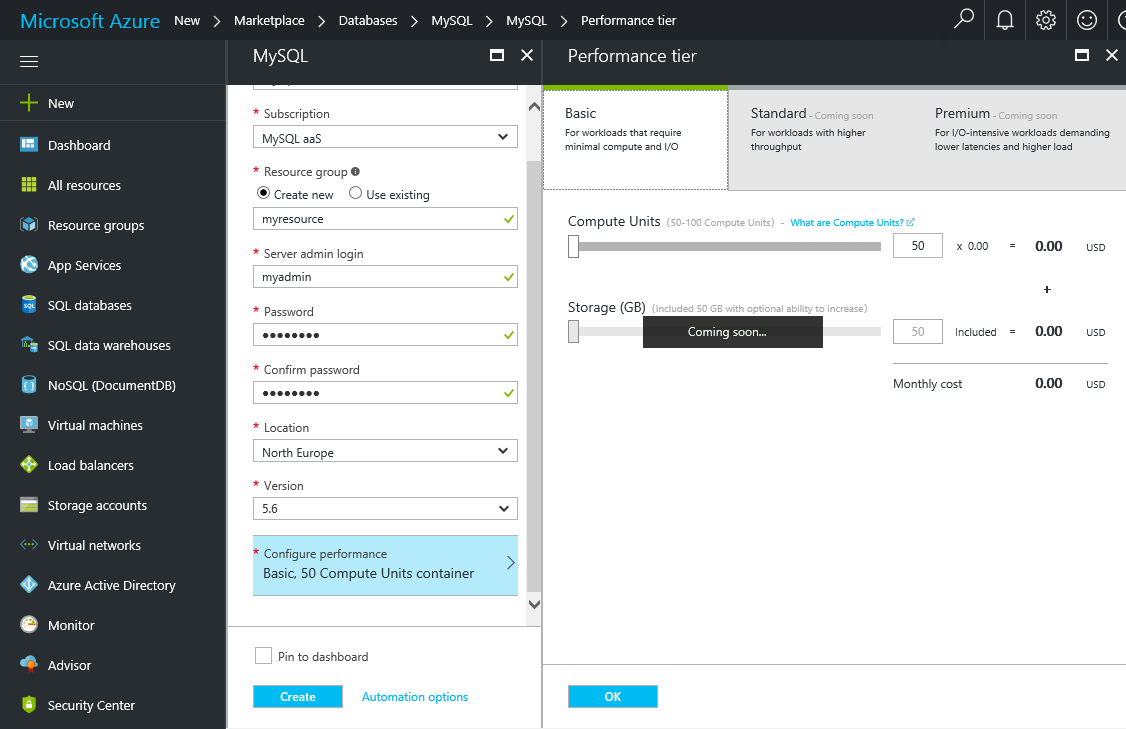 Microsoft Azure New > Marketplace > Databases > MySQL > MySQL > Performance tier
New
Dashboard
All resources
Resource groups
App Services
SQL databases
SQL data warehouses
NoSQL (DocumentDB)
Virtual machines
Load balancers
Storage accounts
Virtual networks
Azure Active Directory
Monitor
Advisor
Security Center
MySQL
* Subscription
MySQL aaS
* Resource group
Create new Use existing
myresource
* Server admin login
myadmin
* Password
●●●●●●●●
* Confirm password
●●●●●●●●
* Location
North Europe
* Version
5.6
* Configure performance
Basic, 50 Compute Units container
Pin to dashboard
Create Automation options
Performance tier
Basic
For workloads that require
minimal compute and I/O
Standard - Coming soon
For workloads with higher
throughput
Premium - Coming soon
For I/O-intensive workloads demanding
lower latencies and higher load
Compute Units (50-100 Compute Units) - What are Compute Units?
50 x 0.00 = 0.00 USD
+
Storage (GB) (Included 50 GB with optional ability to increase)
Coming soon...
50 Included = 0.00 USD
Monthly cost 0.00 USD
OK